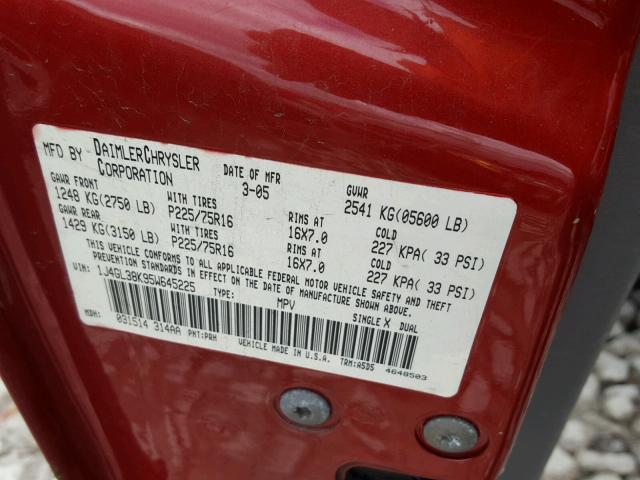 MFD BY DAIMLERCHRYSLER CORPORATION
DATE OF MFR 3-05
GVWR 2541 KG(05600 LB)
GAWR FRONT WITH TIRES RIMS AT COLD
1248 KG(2750 LB) P225/75R16 16X7.0 227 KPA( 33 PSI)
GAWR REAR WITH TIRES RIMS AT COLD
1429 KG(3150 LB) P225/75R16 16X7.0 227 KPA( 33 PSI)
THIS VEHICLE CONFORMS TO ALL APPLICABLE FEDERAL MOTOR VEHICLE SAFETY AND THEFT
PREVENTION STANDARDS IN EFFECT ON THE DATE OF MANUFACTURE SHOWN ABOVE.
1J4GL38K95W645225 TYPE: MPV SINGLE X DUAL
MDH: 031514 314AA PNT:PRH VEHICLE MADE IN U.S.A. TRM:A5D5 4648503